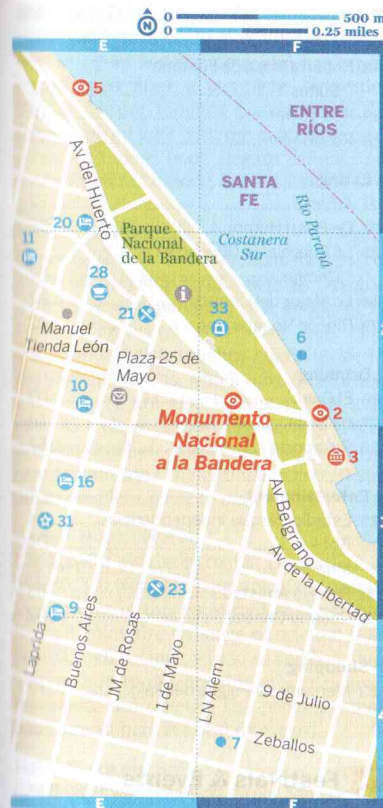 N
0
500 m
0
0.25 miles
E
F
5
ENTRE
RÍOS
SANTA
FE
Av del Huerto
Río Paraná
20
Parque
Nacional
de la Bandera
Costanera
Sur
11
28
i
21
33
6
Manuel
Tienda León
Plaza 25 de
Mayo
10
2
Monumento
Nacional
a la Bandera
3
16
31
Av Belgrano
Av de la Libertad
23
9
Laprida
Buenos Aires
JM de Rosas
1 de Mayo
LN Alem
9 de Julio
7
Zeballos
E
F
2
3
4